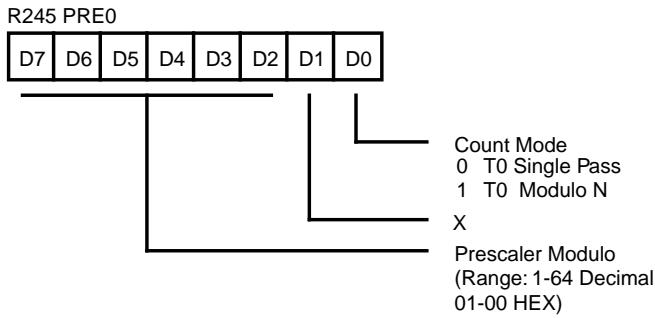 R245 PRE0
D7 D6 D5 D4 D3 D2 D1 D0
Count Mode
0 T0 Single Pass
1 T0 Modulo N
X
Prescaler Modulo
(Range: 1-64 Decimal
01-00 HEX)